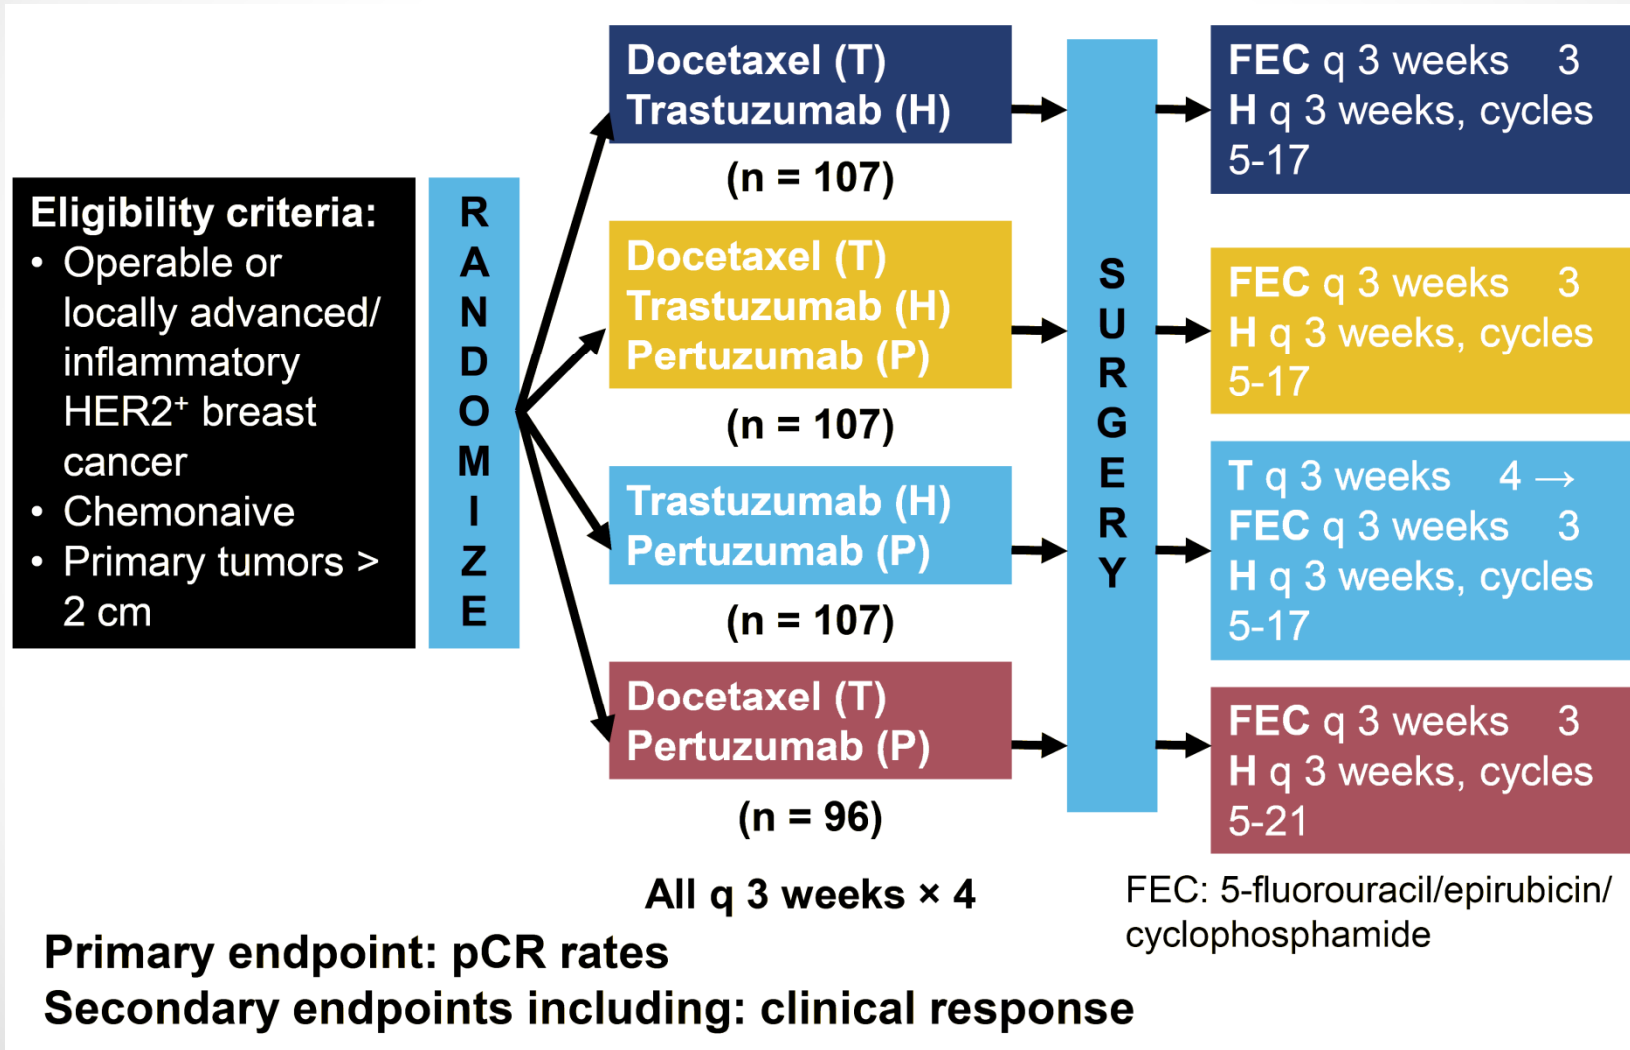 Eligibility criteria:
• Operable or
locally advanced/
inflammatory
HER2⁺ breast
cancer
• Chemonaive
• Primary tumors >
2 cm
R
A
N
D
O
M
I
Z
E
Docetaxel (T)
Trastuzumab (H)
(n = 107)
Docetaxel (T)
Trastuzumab (H)
Pertuzumab (P)
(n = 107)
Trastuzumab (H)
Pertuzumab (P)
(n = 107)
Docetaxel (T)
Pertuzumab (P)
(n = 96)
All q 3 weeks × 4
S
U
R
G
E
R
Y
FEC q 3 weeks 3
H q 3 weeks, cycles
5-17
FEC q 3 weeks 3
H q 3 weeks, cycles
5-17
T q 3 weeks 4 →
FEC q 3 weeks 3
H q 3 weeks, cycles
5-17
FEC q 3 weeks 3
H q 3 weeks, cycles
5-21
FEC: 5-fluorouracil/epirubicin/
cyclophosphamide
Primary endpoint: pCR rates
Secondary endpoints including: clinical response